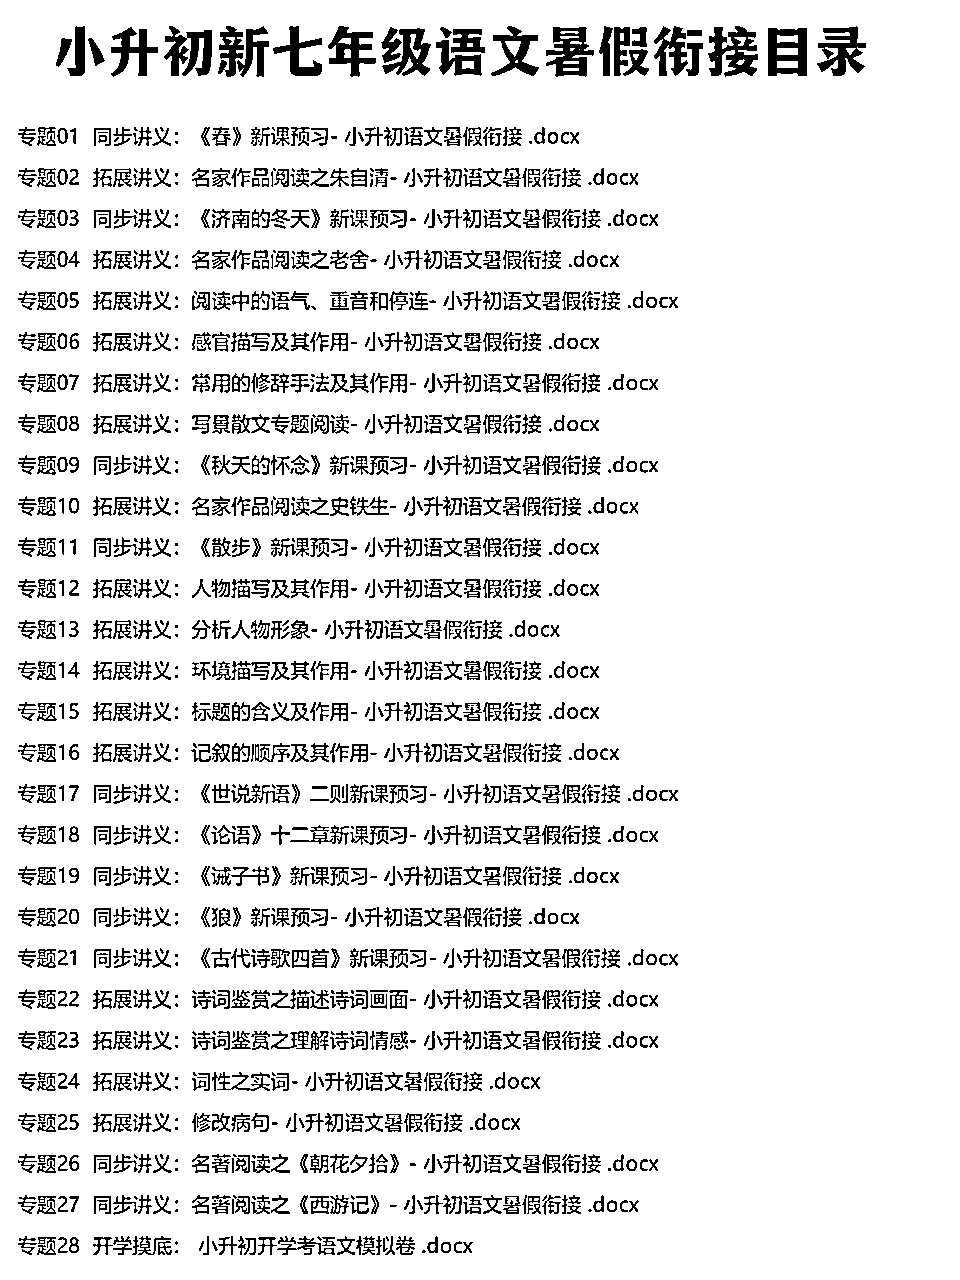 小升初新七年级语文暑假衔接目录
专题01 同步讲义：《春》新课预习- 小升初语文暑假衔接 .docx
专题02 拓展讲义：名家作品阅读之朱自清- 小升初语文暑假衔接 .docx
专题03 同步讲义：《济南的冬天》新课预习- 小升初语文暑假衔接 .docx
专题04 拓展讲义：名家作品阅读之老舍- 小升初语文暑假衔接 .docx
专题05 拓展讲义：阅读中的语气、重音和停连- 小升初语文暑假衔接 .docx
专题06 拓展讲义：感官描写及其作用- 小升初语文暑假衔接 .docx
专题07 拓展讲义：常用的修辞手法及其作用- 小升初语文暑假衔接 .docx
专题08 拓展讲义：写景散文专题阅读- 小升初语文暑假衔接 .docx
专题09 同步讲义：《秋天的怀念》新课预习- 小升初语文暑假衔接 .docx
专题10 拓展讲义：名家作品阅读之史铁生- 小升初语文暑假衔接 .docx
专题11 同步讲义：《散步》新课预习- 小升初语文暑假衔接 .docx
专题12 拓展讲义：人物描写及其作用- 小升初语文暑假衔接 .docx
专题13 拓展讲义：分析人物形象- 小升初语文暑假衔接 .docx
专题14 拓展讲义：环境描写及其作用- 小升初语文暑假衔接 .docx
专题15 拓展讲义：标题的含义及作用- 小升初语文暑假衔接 .docx
专题16 拓展讲义：记叙的顺序及其作用- 小升初语文暑假衔接 .docx
专题17 同步讲义：《世说新语》二则新课预习- 小升初语文暑假衔接 .docx
专题18 同步讲义：《论语》十二章新课预习- 小升初语文暑假衔接 .docx
专题19 同步讲义：《诫子书》新课预习- 小升初语文暑假衔接 .docx
专题20 同步讲义：《狼》新课预习- 小升初语文暑假衔接 .docx
专题21 同步讲义：《古代诗歌四首》新课预习- 小升初语文暑假衔接 .docx
专题22 拓展讲义：诗词鉴赏之描述诗词画面- 小升初语文暑假衔接 .docx
专题23 拓展讲义：诗词鉴赏之理解诗词情感- 小升初语文暑假衔接 .docx
专题24 拓展讲义：词性之实词- 小升初语文暑假衔接 .docx
专题25 拓展讲义：修改病句- 小升初语文暑假衔接 .docx
专题26 同步讲义：名著阅读之《朝花夕拾》- 小升初语文暑假衔接 .docx
专题27 同步讲义：名著阅读之《西游记》- 小升初语文暑假衔接 .docx
专题28 开学摸底： 小升初开学考语文模拟卷 .docx